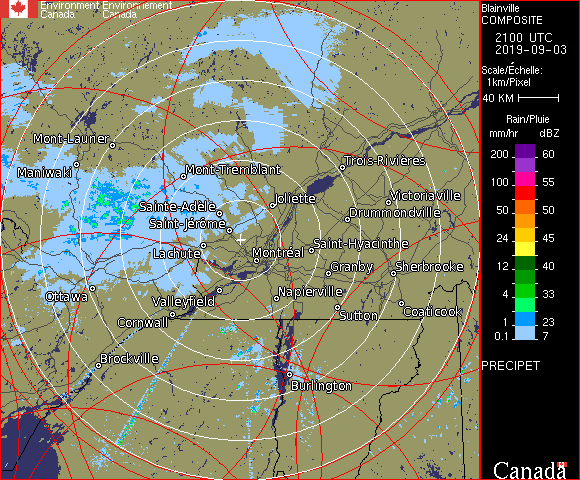 Environment Environnement
Canada Canada
Mont-Laurier
Maniwaki
Mont-Tremblant
Trois-Rivières
Sainte-Adèle
Joliette
Victoriaville
Drummondville
Saint-Jérôme
Lachute
Montréal
Saint-Hyacinthe
Granby
Sherbrooke
Ottawa
Valleyfield
Napierville
Coaticook
Cornwall
Sutton
Brockville
Burlington
Blainville
COMPOSITE
2100 UTC
2019-09-03
Scale/Échelle:
1km/Pixel
40 KM
Rain/Pluie
mm/hr dBZ
200 60
100 55
50 50
24 45
12 40
4 33
1 23
0.1 7
PRECIPET
Canada